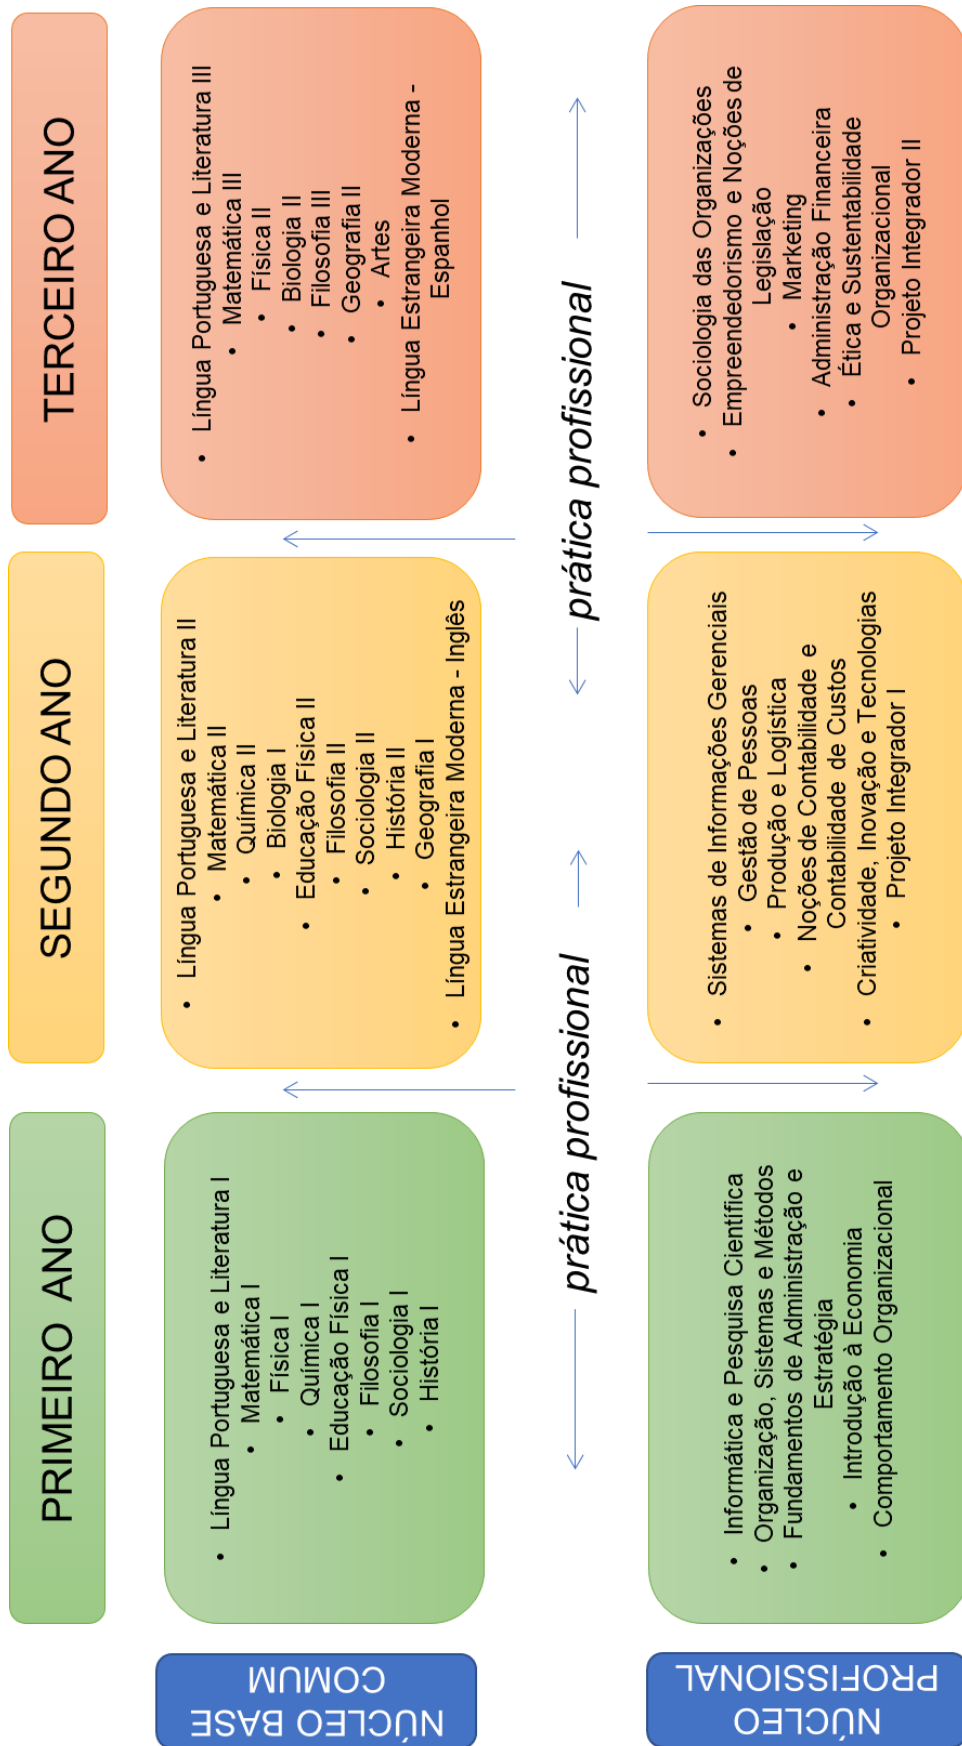 PRIMEIRO ANO
SEGUNDO ANO
TERCEIRO ANO
NÚCLEO BASE
COMUM
• Língua Portuguesa e Literatura I
• Matemática I
• Física I
• Química I
• Educação Física I
• Filosofia I
• Sociologia I
• História I
• Língua Portuguesa e Literatura II
• Matemática II
• Química II
• Biologia I
• Educação Física II
• Filosofia II
• Sociologia II
• História II
• Geografia I
• Língua Estrangeira Moderna - Inglês
• Língua Portuguesa e Literatura III
• Matemática III
• Física II
• Biologia II
• Filosofia III
• Geografia II
• Artes
• Língua Estrangeira Moderna -
Espanhol
prática profissional
prática profissional
NÚCLEO
PROFISSIONAL
• Informática e Pesquisa Científica
• Organização, Sistemas e Métodos
• Fundamentos de Administração e
Estratégia
• Introdução à Economia
• Comportamento Organizacional
• Sistemas de Informações Gerenciais
• Gestão de Pessoas
• Produção e Logística
• Noções de Contabilidade e
Contabilidade de Custos
• Criatividade, Inovação e Tecnologias
• Projeto Integrador I
• Sociologia das Organizações
• Empreendedorismo e Noções de
Legislação
• Marketing
• Administração Financeira
• Ética e Sustentabilidade
Organizacional
• Projeto Integrador II